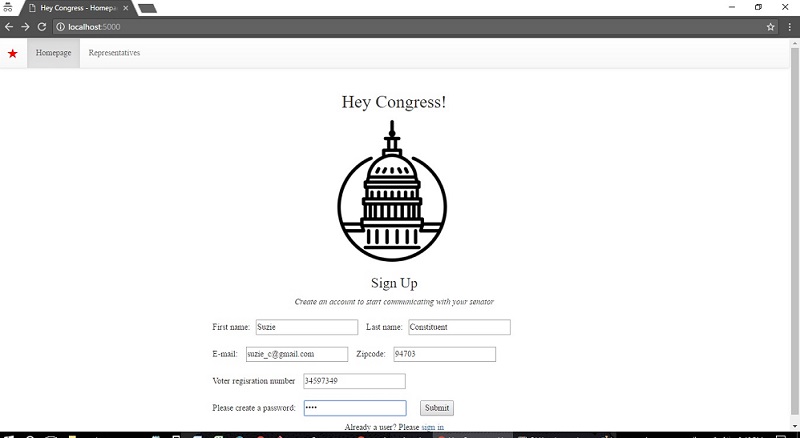 Hey Congress - Homepa
localhost:5000
Homepage Representatives
Hey Congress!
Sign Up
Create an account to start communicating with your senator
First name: Suzie Last name: Constituent
E-mail: suzie_c@gmail.com Zipcode: 94703
Voter regisration number 34597349
Please create a password: •••• Submit
Already a user? Please sign in